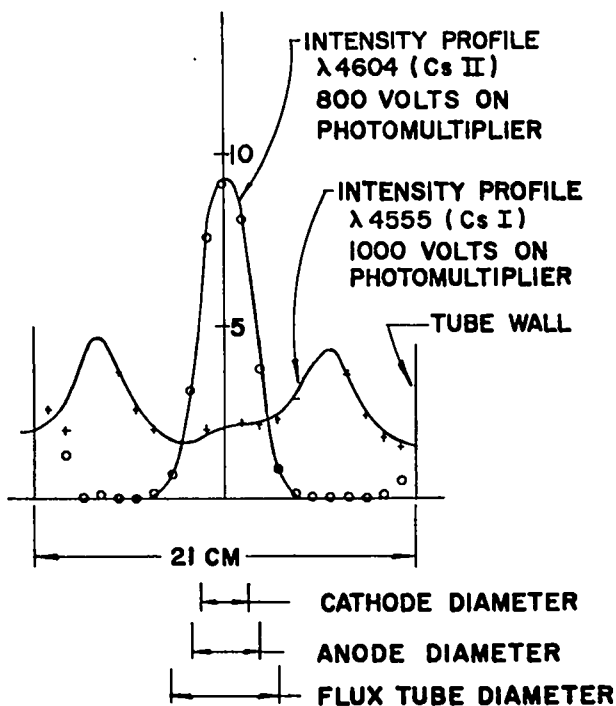 INTENSITY PROFILE
λ4604 (Cs II)
800 VOLTS ON
PHOTOMULTIPLIER
10
INTENSITY PROFILE
λ4555 (Cs I)
1000 VOLTS ON
PHOTOMULTIPLIER
5
TUBE WALL
21 CM
CATHODE DIAMETER
ANODE DIAMETER
FLUX TUBE DIAMETER